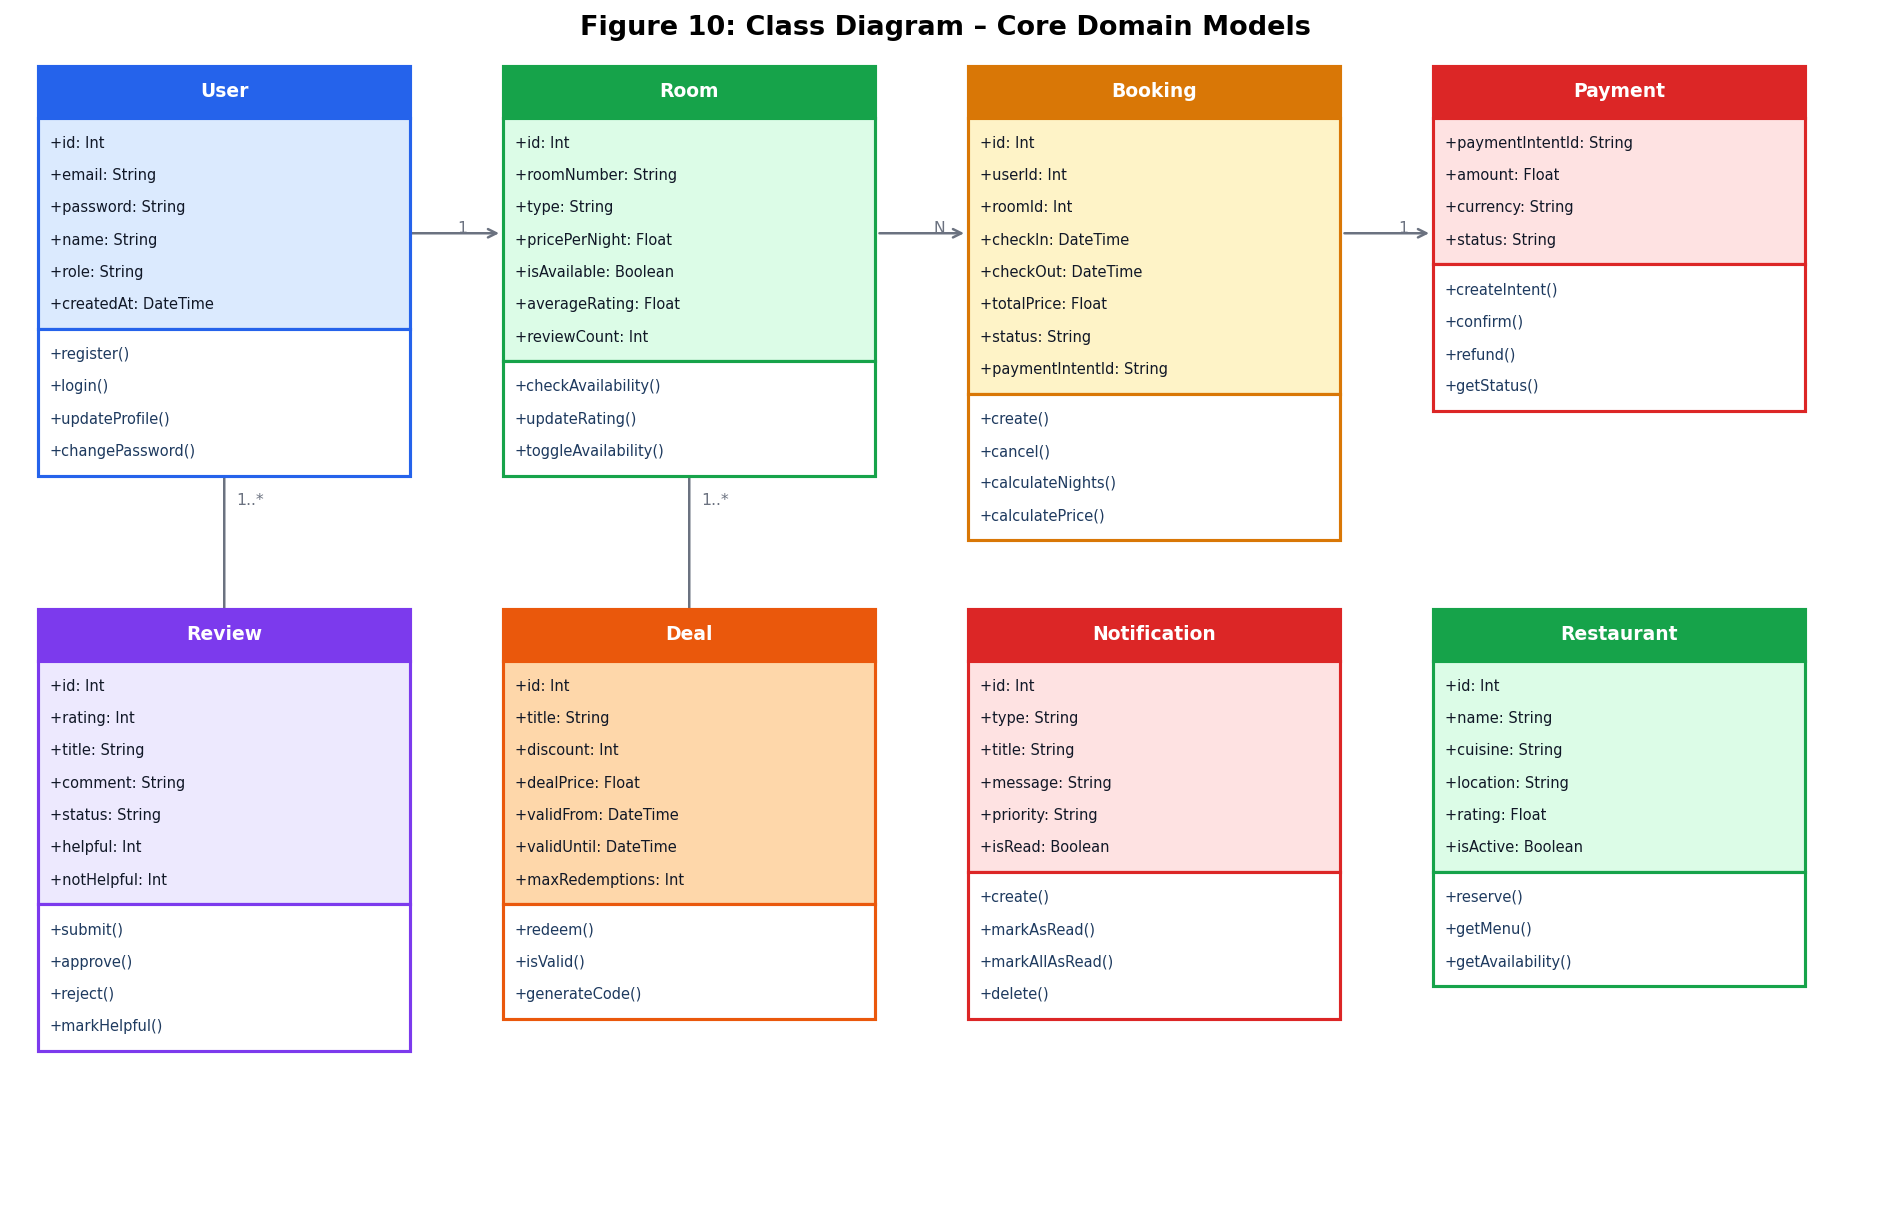 Figure 10: Class Diagram – Core Domain Models
User
+id: Int
+email: String
+password: String
+name: String
+role: String
+createdAt: DateTime
+register()
+login()
+updateProfile()
+changePassword()
1
Room
+id: Int
+roomNumber: String
+type: String
+pricePerNight: Float
+isAvailable: Boolean
+averageRating: Float
+reviewCount: Int
+checkAvailability()
+updateRating()
+toggleAvailability()
N
Booking
+id: Int
+userId: Int
+roomId: Int
+checkIn: DateTime
+checkOut: DateTime
+totalPrice: Float
+status: String
+paymentIntentId: String
+create()
+cancel()
+calculateNights()
+calculatePrice()
1
Payment
+paymentIntentId: String
+amount: Float
+currency: String
+status: String
+createIntent()
+confirm()
+refund()
+getStatus()
1..*
1..*
Review
+id: Int
+rating: Int
+title: String
+comment: String
+status: String
+helpful: Int
+notHelpful: Int
+submit()
+approve()
+reject()
+markHelpful()
Deal
+id: Int
+title: String
+discount: Int
+dealPrice: Float
+validFrom: DateTime
+validUntil: DateTime
+maxRedemptions: Int
+redeem()
+isValid()
+generateCode()
Notification
+id: Int
+type: String
+title: String
+message: String
+priority: String
+isRead: Boolean
+create()
+markAsRead()
+markAllAsRead()
+delete()
Restaurant
+id: Int
+name: String
+cuisine: String
+location: String
+rating: Float
+isActive: Boolean
+reserve()
+getMenu()
+getAvailability()